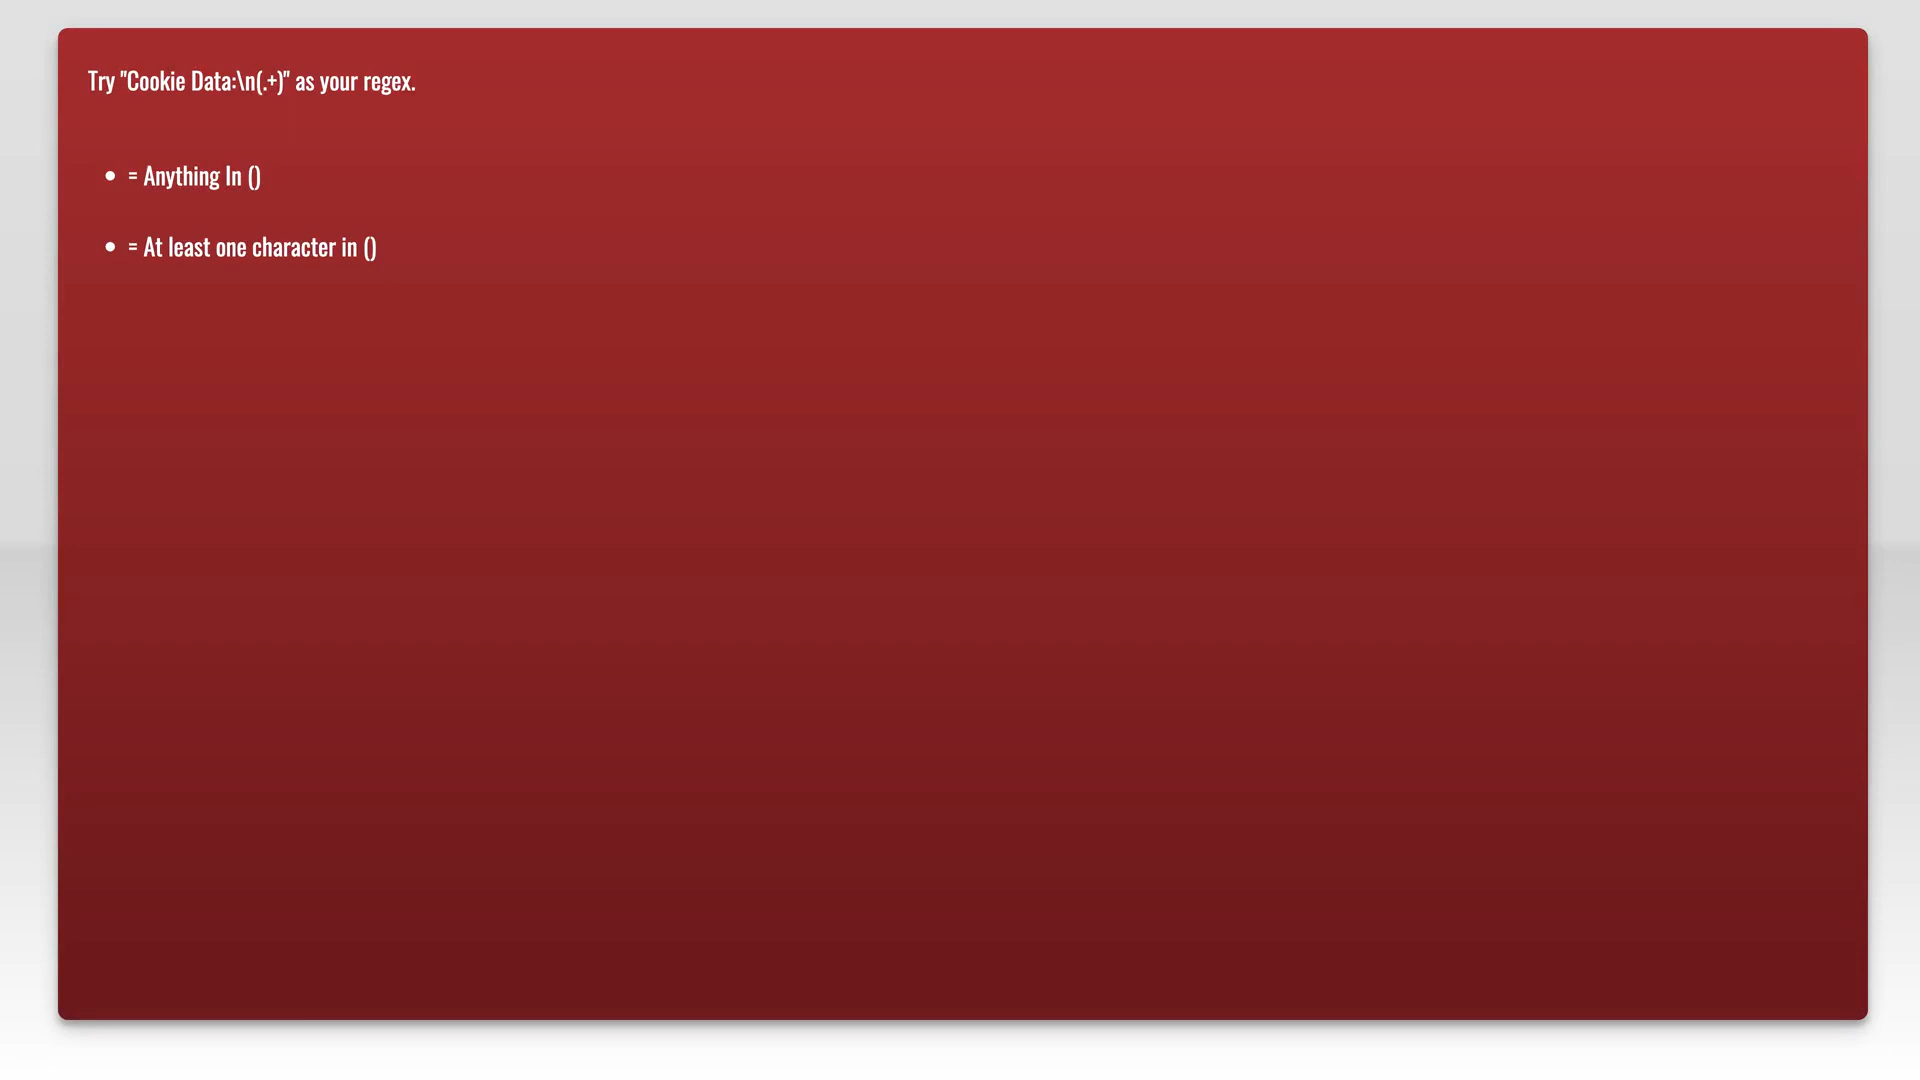 Try "Cookie Data:\n(.+)" as your regex.
• = Anything In ()
• = At least one character in ()